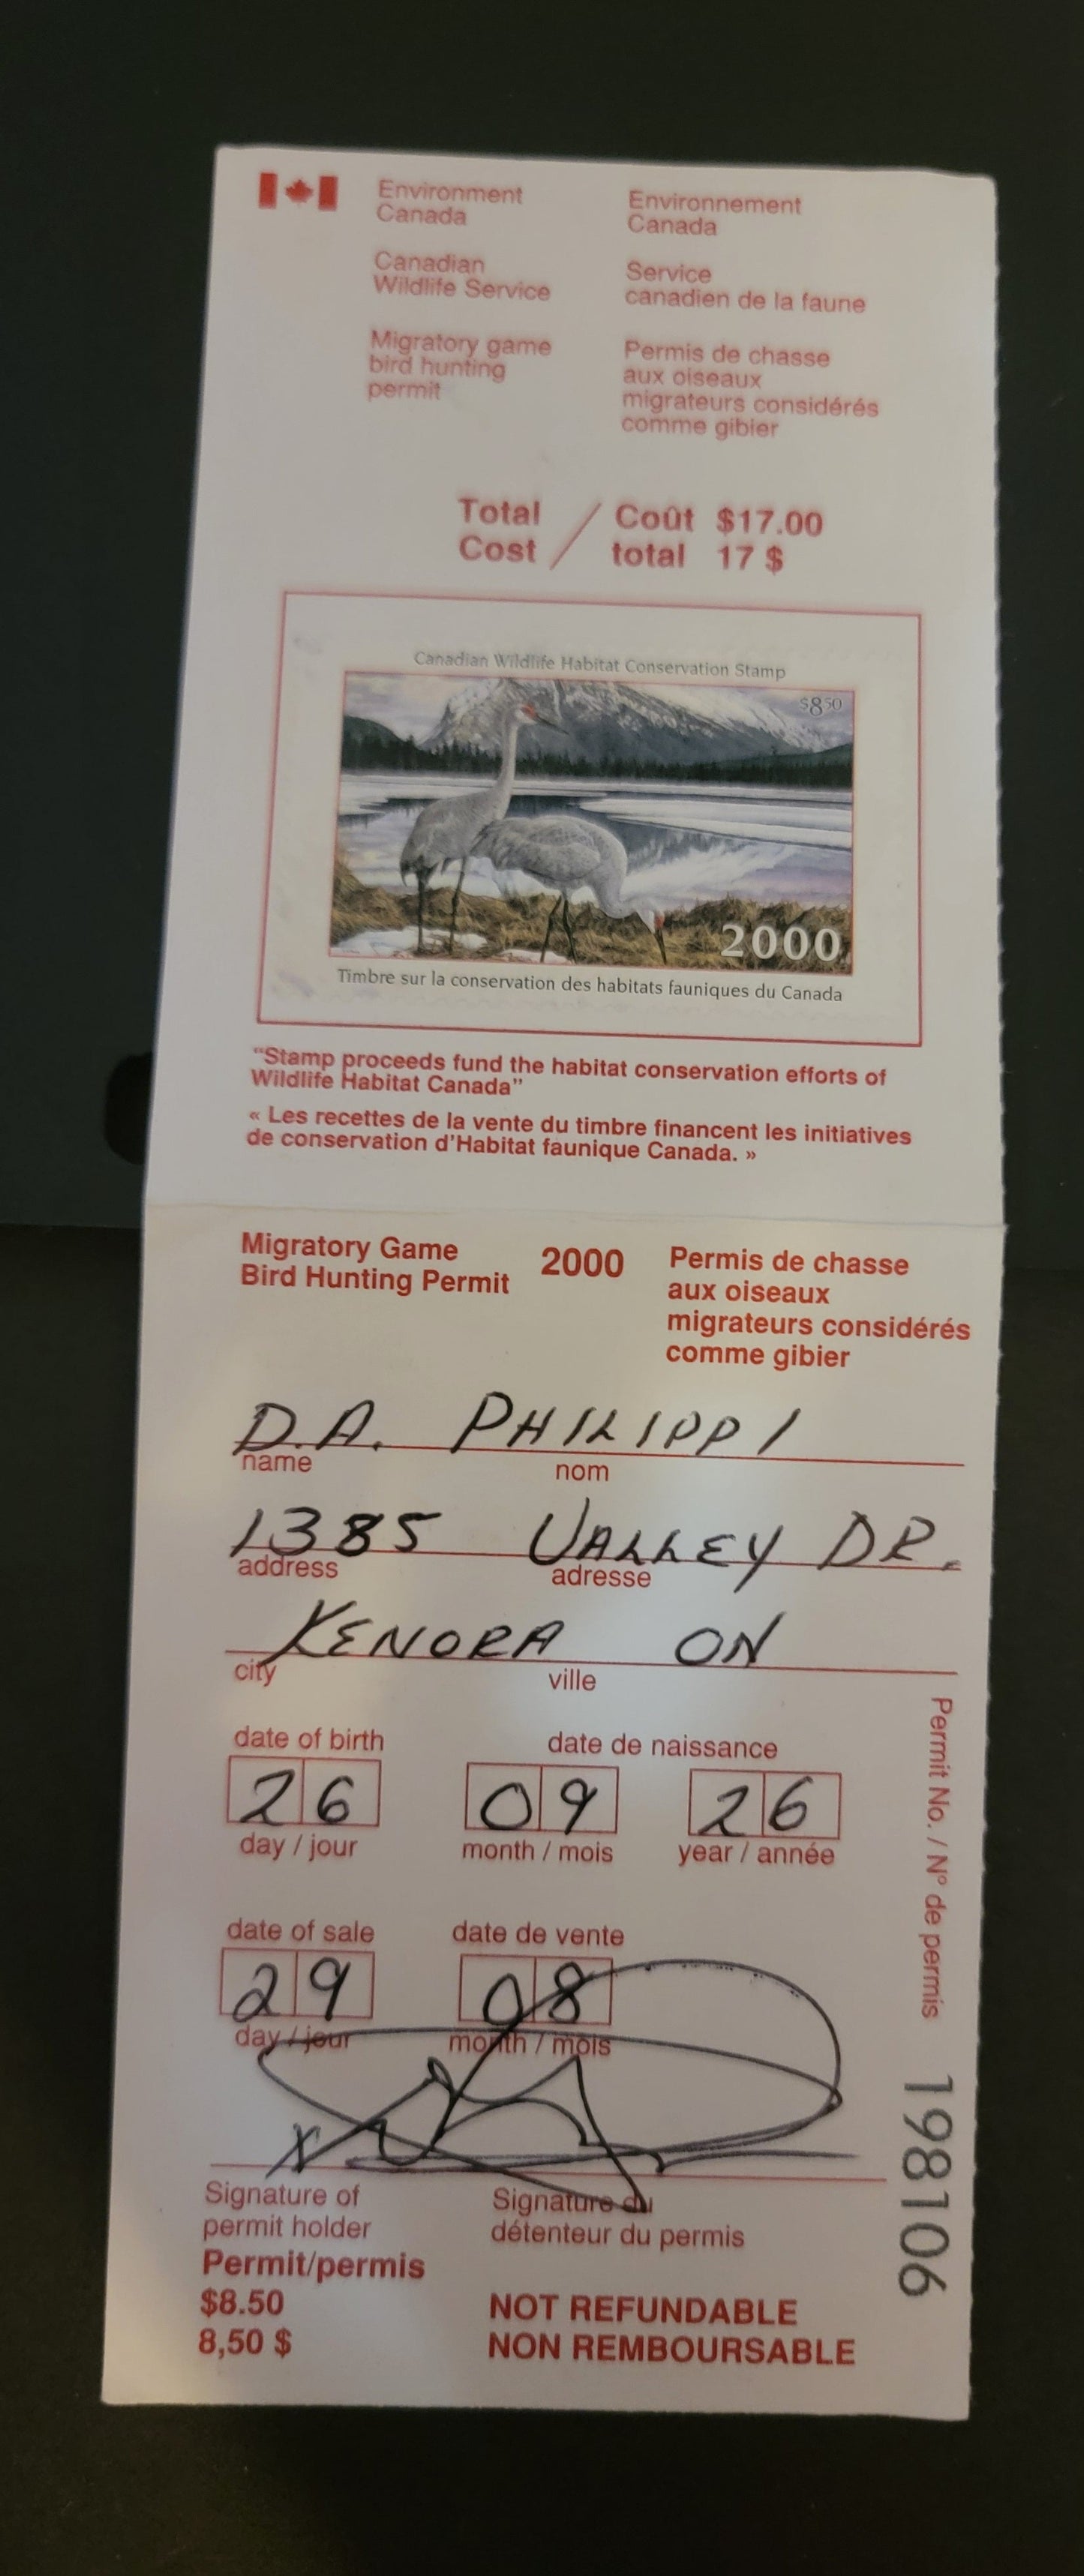 Environment Canada
Environnement Canada
Canadian Wildlife Service
Service canadien de la faune
Migratory game bird hunting permit
Permis de chasse aux oiseaux migrateurs considérés comme gibier
Total Cost / Coût total $17.00 17 $
Canadian Wildlife Habitat Conservation Stamp
$8.50
2000
Timbre sur la conservation des habitats fauniques du Canada
"Stamp proceeds fund the habitat conservation efforts of
Wildlife Habitat Canada"
« Les recettes de la vente du timbre financent les initiatives
de conservation d'Habitat faunique Canada. »
Migratory Game
Bird Hunting Permit
2000
Permis de chasse
aux oiseaux
migrateurs considérés
comme gibier
D.A. PHILIPPI
name nom
1385 VALLEY DR.
address adresse
KENORA ON
city ville
date of birth date de naissance
26 09 26
day / jour month / mois year / année
date of sale date de vente
29 08
day / jour month / mois
X
Signature of permit holder
Signature du détenteur du permis
Permit/permis
$8.50
8,50 $
NOT REFUNDABLE
NON REMBOURSABLE
Permit No. / N° de permis 198106